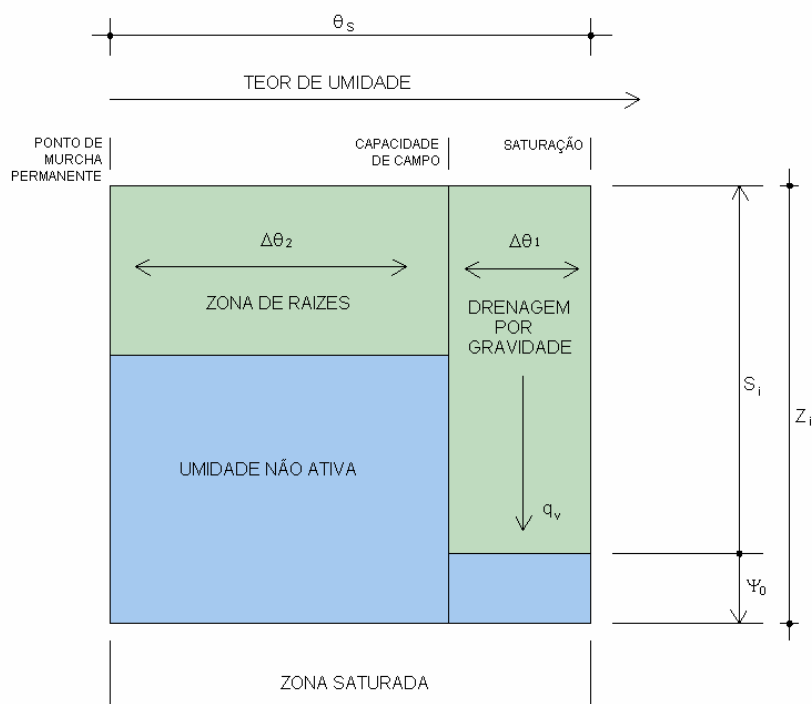 θS
TEOR DE UMIDADE
PONTO DE
MURCHA
PERMANENTE
CAPACIDADE
DE CAMPO
SATURAÇÃO
Δθ2
ZONA DE RAIZES
Δθ1
DRENAGEM
POR
GRAVIDADE
Si
Zi
UMIDADE NÃO ATIVA
qv
Ψ0
ZONA SATURADA